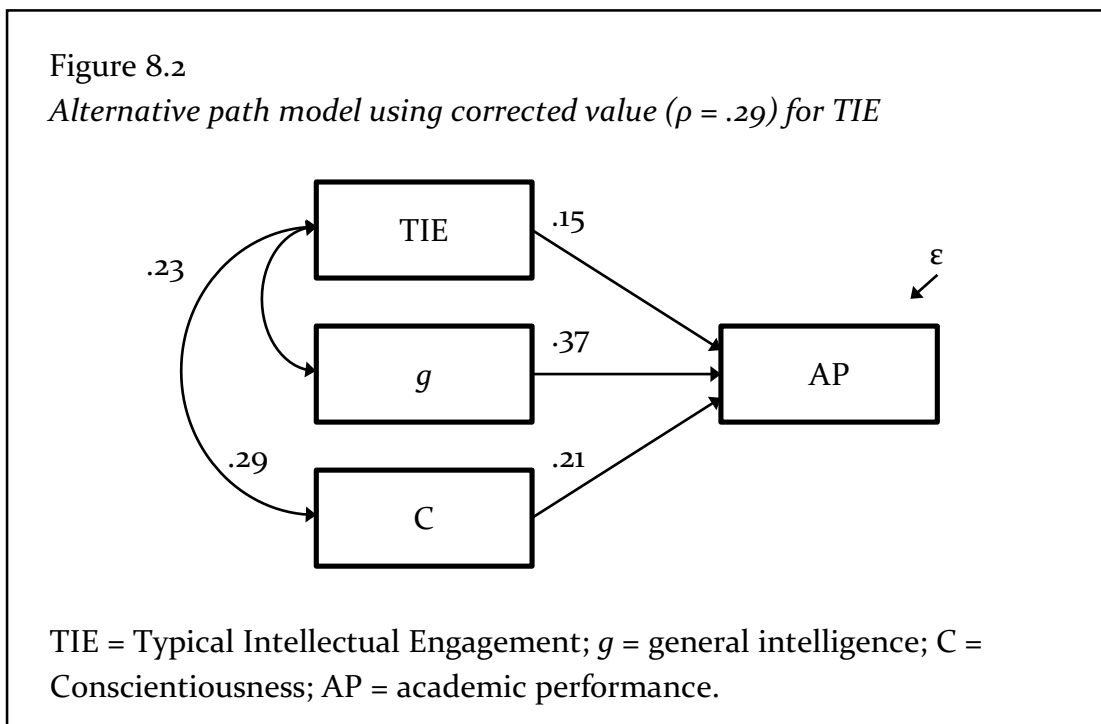 Figure 8.2
Alternative path model using corrected value (ρ = .29) for TIE
TIE
.15
.23
ε
g
.37
AP
.29
C
.21
TIE = Typical Intellectual Engagement; g = general intelligence; C =
Conscientiousness; AP = academic performance.